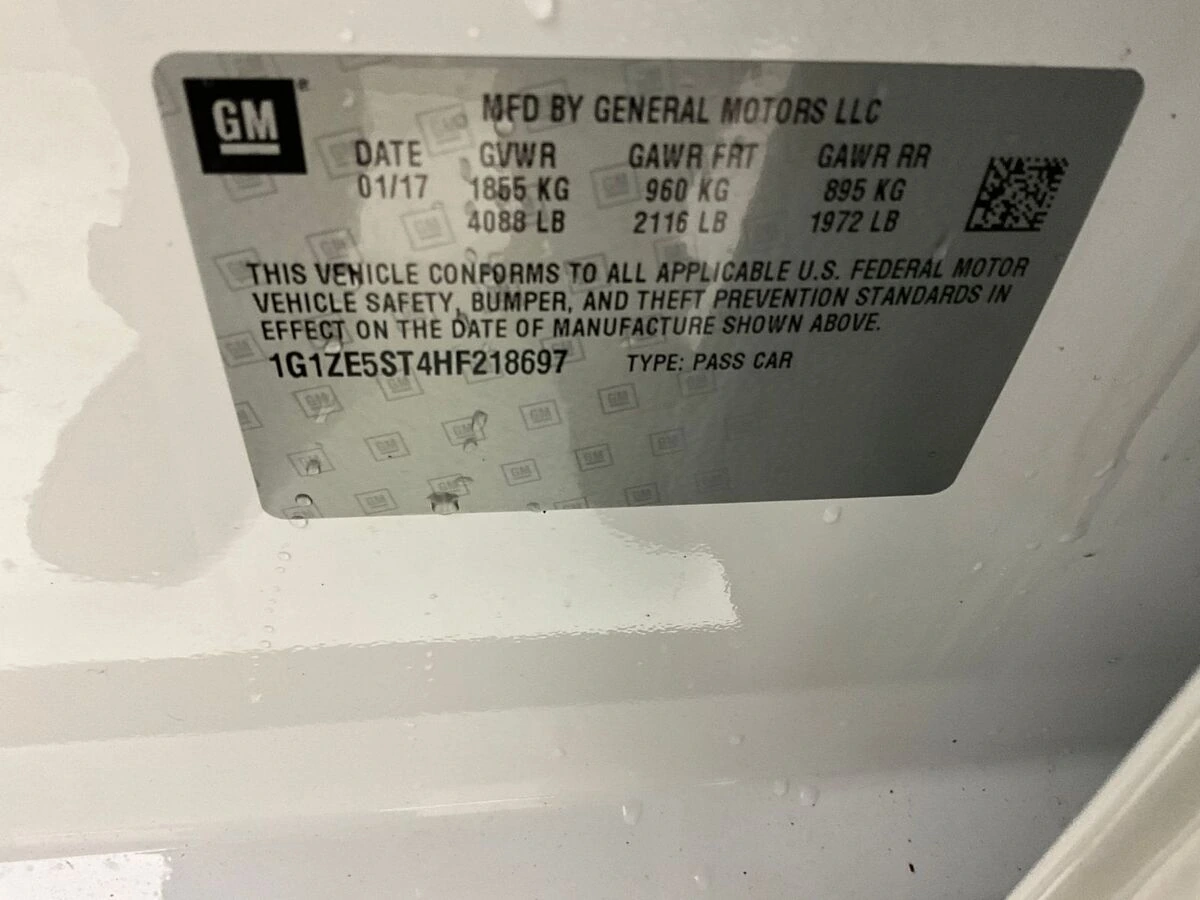 GM
MFD BY GENERAL MOTORS LLC
DATE GVWR GAWR FRT GAWR RR
01/17 1855 KG 960 KG 895 KG
4088 LB 2116 LB 1972 LB
THIS VEHICLE CONFORMS TO ALL APPLICABLE U.S. FEDERAL MOTOR
VEHICLE SAFETY, BUMPER, AND THEFT PREVENTION STANDARDS IN
EFFECT ON THE DATE OF MANUFACTURE SHOWN ABOVE.
1G1ZE5ST4HF218697 TYPE: PASS CAR